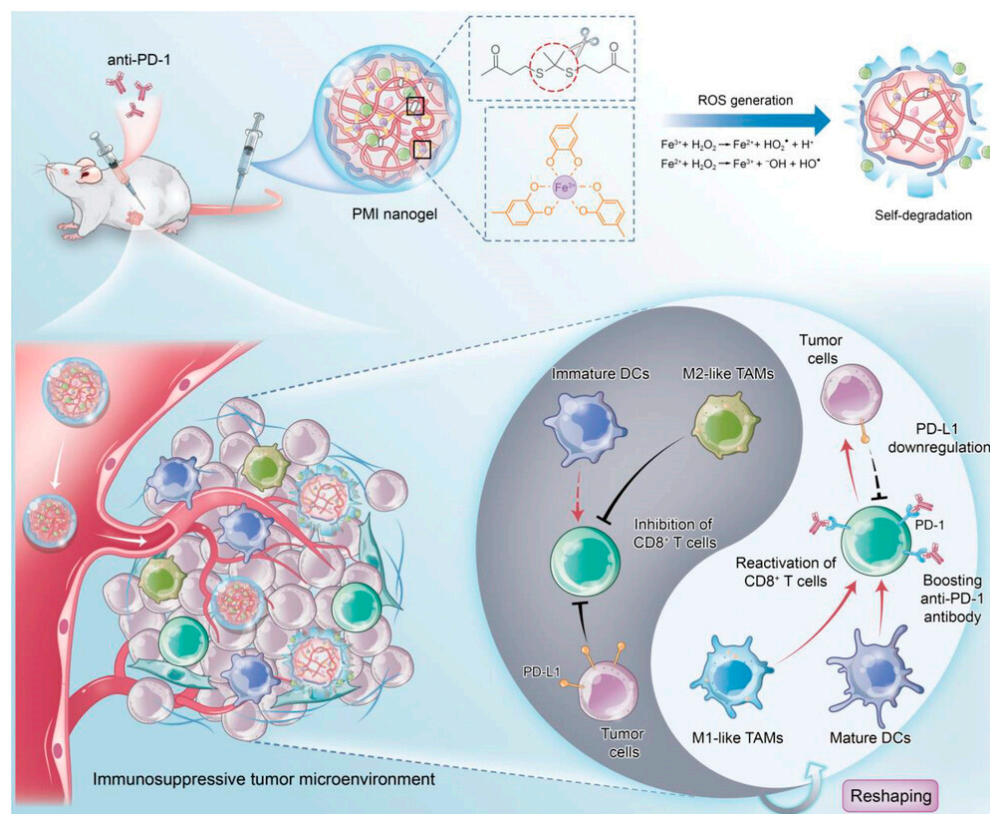 anti-PD-1
PMI nanogel
S
S
O
O
O
O
O
O
O
O
Fe³⁺
ROS generation
Fe³⁺+ H₂O₂ → Fe²⁺+ HO₂• + H⁺
Fe²⁺+ H₂O₂ → Fe³⁺ + ⁻OH + HO•
Self-degradation
Immature DCs
M2-like TAMs
Inhibition of
CD8⁺ T cells
PD-L1
Tumor
cells
Tumor
cells
PD-L1
downregulation
PD-1
Reactivation of
CD8⁺ T cells
Boosting
anti-PD-1
antibody
M1-like TAMs
Mature DCs
Immunosuppressive tumor microenvironment
Reshaping